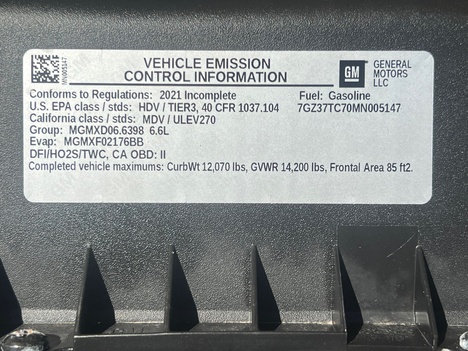 VEHICLE EMISSION
CONTROL INFORMATION
GM
GENERAL
MOTORS
LLC
MN005147
Conforms to Regulations: 2021 Incomplete
Fuel: Gasoline
U.S. EPA class / stds: HDV / TIER3, 40 CFR 1037.104
7GZ37TC70MN005147
California class / stds: MDV / ULEV270
Group: MGMXD06.6398 6.6L
Evap: MGMXF02176BB
DFI/HO2S/TWC, CA OBD: II
Completed vehicle maximums: CurbWt 12,070 lbs, GVWR 14,200 lbs, Frontal Area 85 ft2.